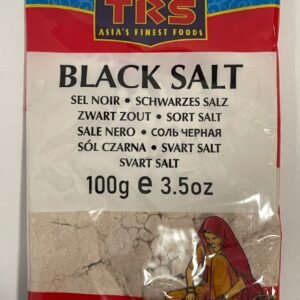 TRS
ASIA'S FINEST FOODS
BLACK SALT
SEL NOIR • SCHWARZES SALZ
ZWART ZOUT • SORT SALT
SALE NERO • СОЛЬ ЧЕРНАЯ
SÓL CZARNA • SVART SALT
SVART SALT
100g e 3.5oz